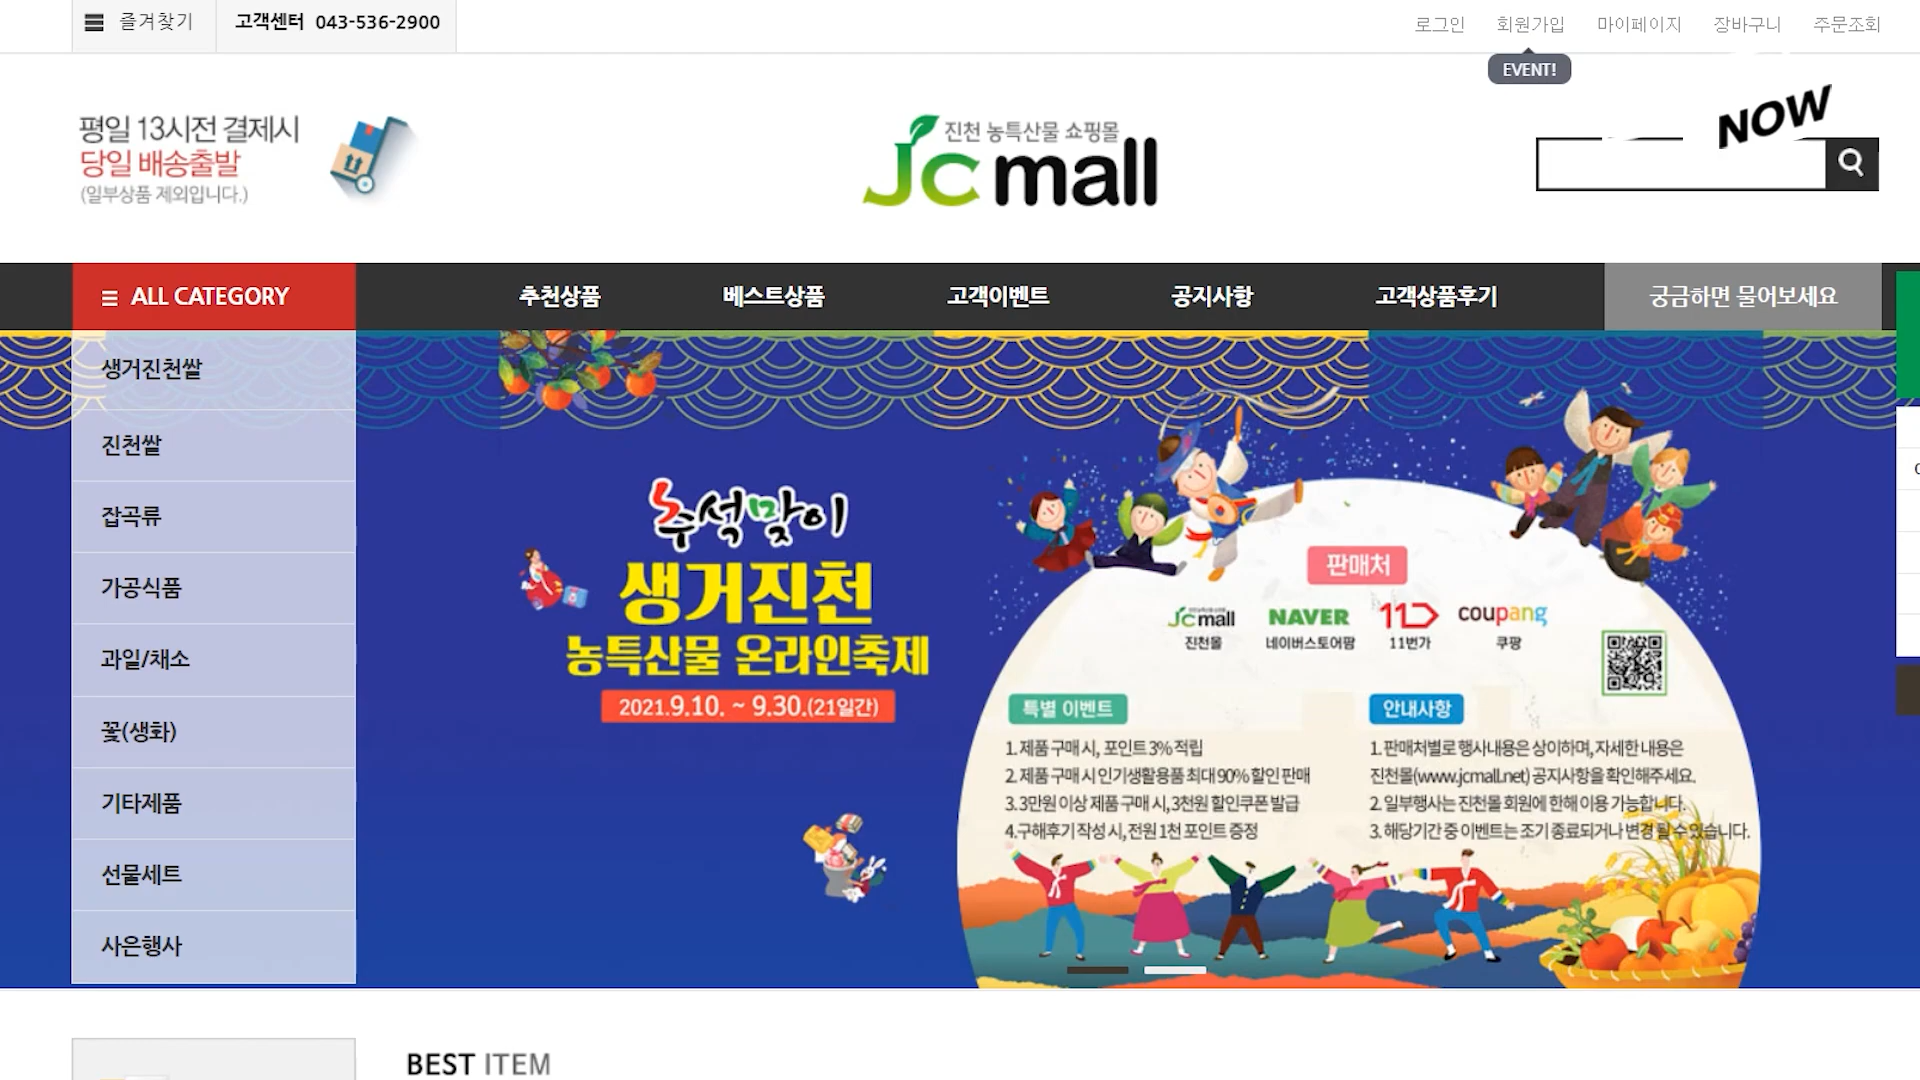 즐겨찾기
고객센터 043-536-2900
로그인 회원가입 마이페이지 장바구니 주문조회
EVENT!
평일 13시전 결제시
당일 배송출발
(일부상품 제외입니다.)
진천 농특산물 쇼핑몰
Jc mall
NOW
ALL CATEGORY
추천상품 베스트상품 고객이벤트 공지사항 고객상품후기 궁금하면 물어보세요
생거진천쌀
진천쌀
잡곡류
가공식품
과일/채소
꽃(생화)
기타제품
선물세트
사은행사
추석맞이
생거진천
농특산물 온라인축제
2021.9.10. ~ 9.30.(21일간)
판매처
Jc mall NAVER 11 coupang
진천몰 네이버스토어팜 11번가 쿠팡
특별 이벤트
1. 제품 구매 시, 포인트 3% 적립
2. 제품 구매 시 인기생활용품 최대 90% 할인 판매
3. 3만원 이상 제품 구매 시, 3천원 할인쿠폰 발급
4.구해후기 작성 시, 전원 1천 포인트 증정
안내사항
1. 판매처별로 행사내용은 상이하며, 자세한 내용은
진천몰(www.jcmall.net) 공지사항을 확인해주세요.
2. 일부행사는 진천몰 회원에 한해 이용 가능합니다.
3. 해당기간 중 이벤트는 조기 종료되거나 변경 될 수 있습니다.
BEST ITEM